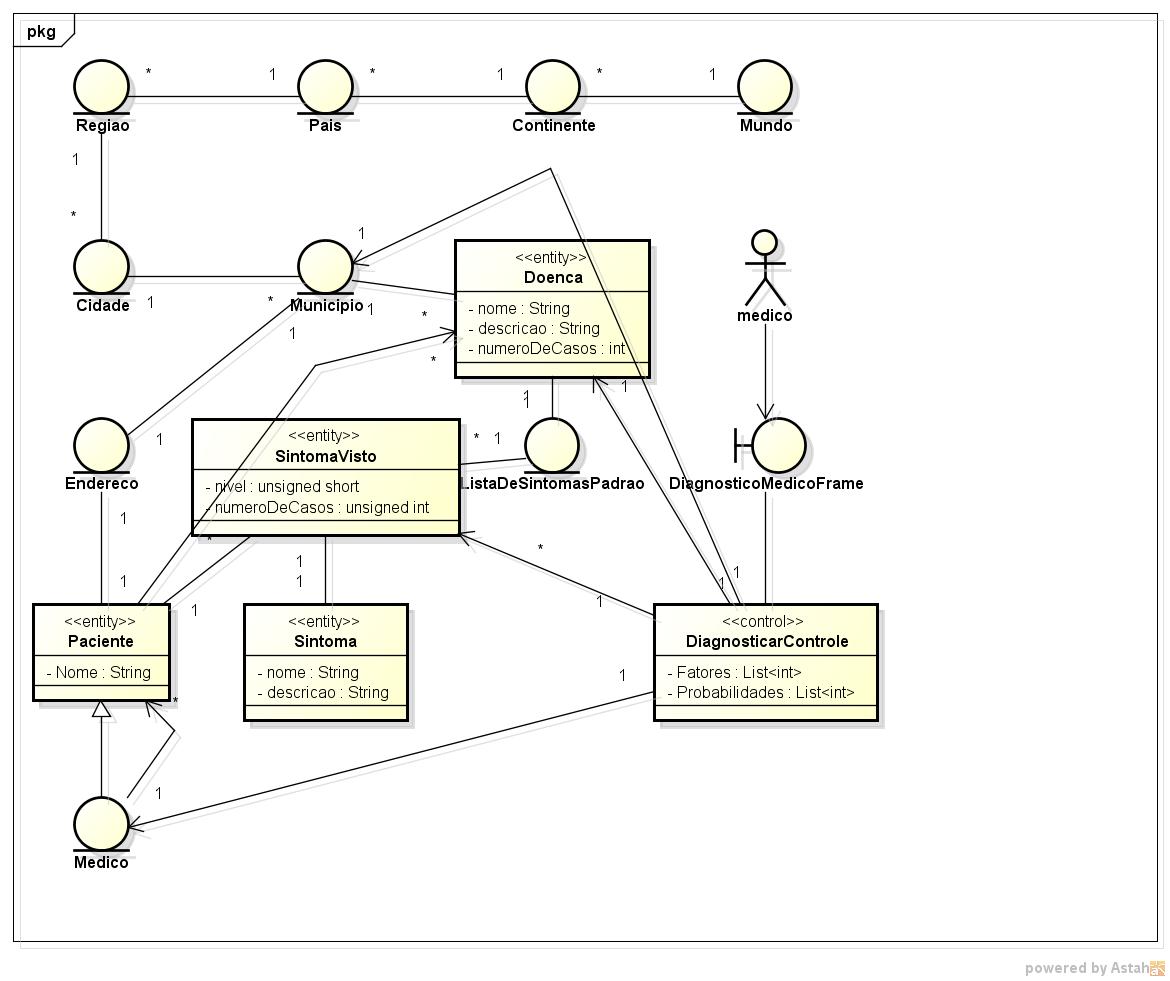 pkg
* 1 * 1 * 1
Regiao Pais Continente Mundo
1
*
1
<<entity>>
Doenca
- nome : String
- descricao : String
- numeroDeCasos : int
medico
Cidade 1 * Municipio 1
*
1
*
1
1
1
<<entity>>
SintomaVisto
- nivel : unsigned short
- numeroDeCasos : unsigned int
* 1
1
Endereco
ListaDeSintomasPadrao
DiagnosticoMedicoFrame
1
*
1
1
*
1
1
1
1
1
1
<<entity>>
Paciente
- Nome : String
<<entity>>
Sintoma
- nome : String
- descricao : String
<<control>>
DiagnosticarControle
- Fatores : List<int>
- Probabilidades : List<int>
1
*
1
Medico
powered by Astah